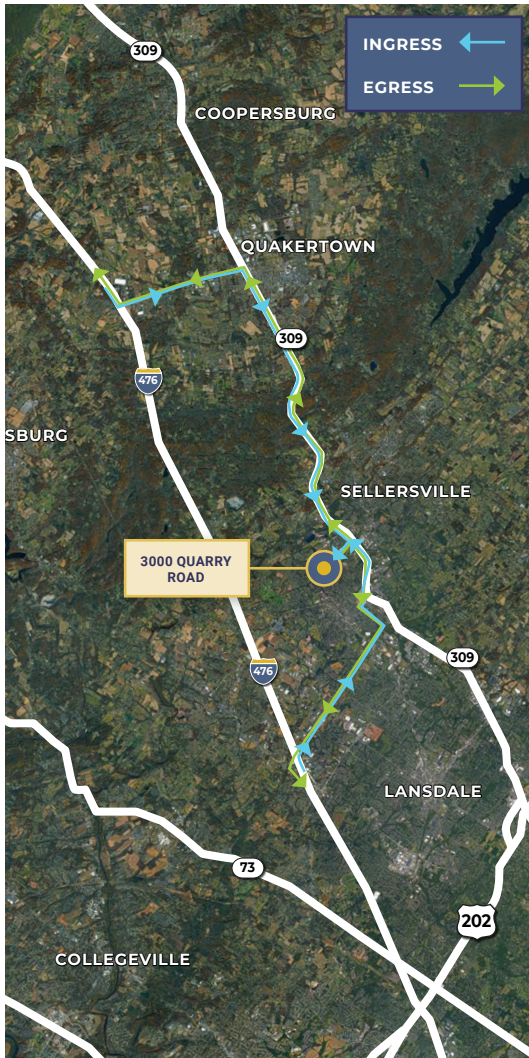 INGRESS
EGRESS
309
COOPERSBURG
QUAKERTOWN
309
476
SBURG
SELLERSVILLE
3000 QUARRY
ROAD
309
476
LANSDALE
73
202
COLLEGEVILLE